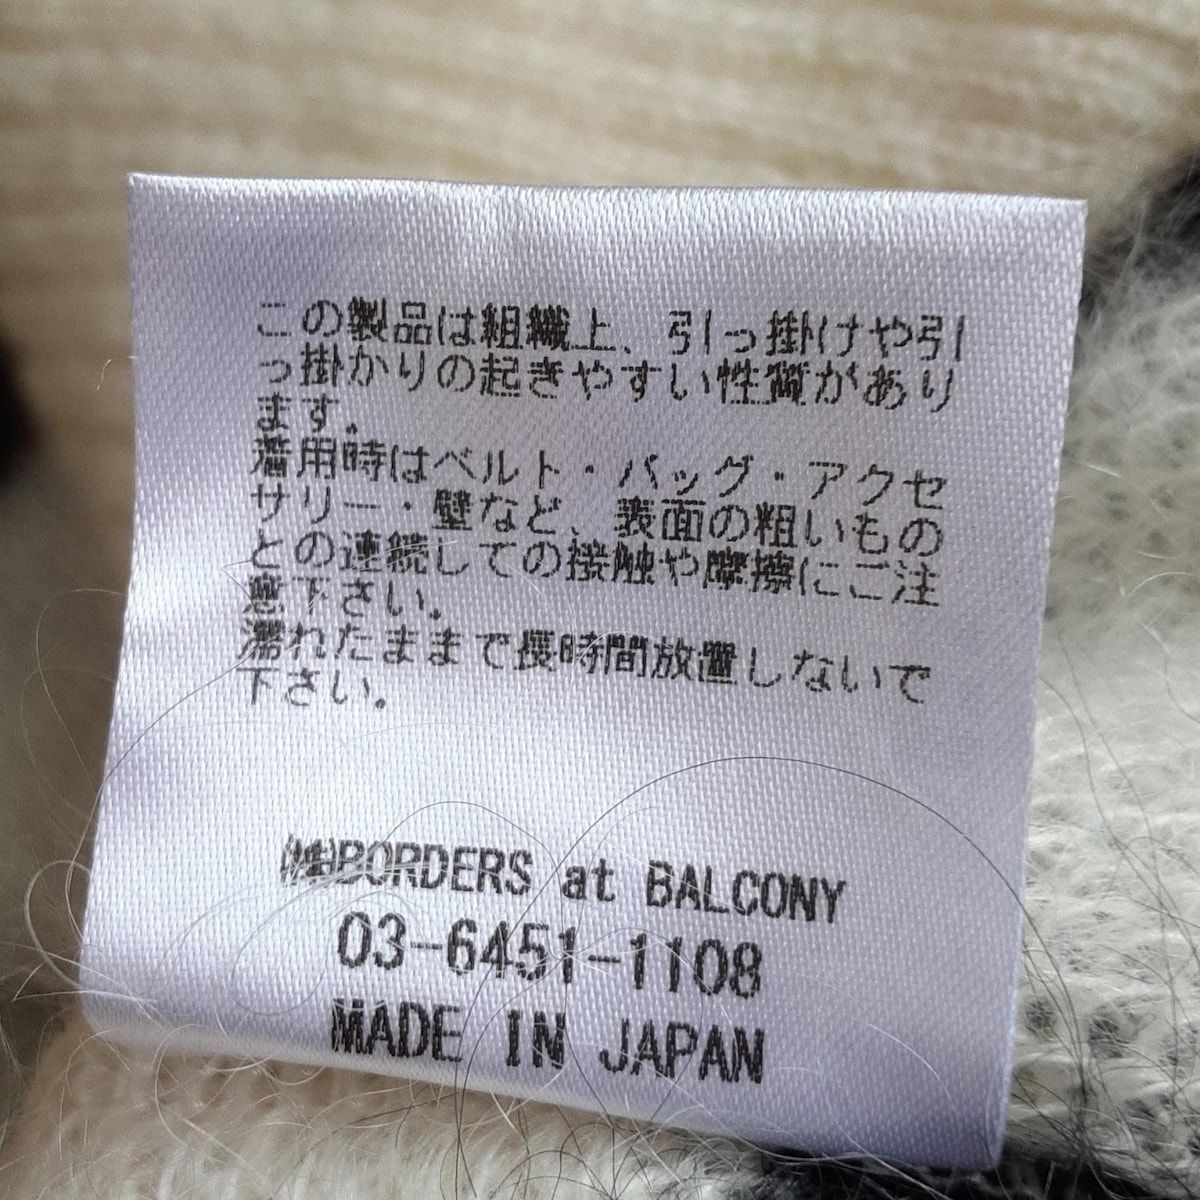 この製品は組織上、引っ掛けや引
っ掛かりの起きやすい性質があり
ます。
着用時はベルト・バッグ・アクセ
サリー・壁など、表面の粗いもの
との連続しての接触や摩擦にご注
意下さい。
濡れたままで長時間放置しないで
下さい。
㈱BORDERS at BALCONY
03-6451-1108
MADE IN JAPAN